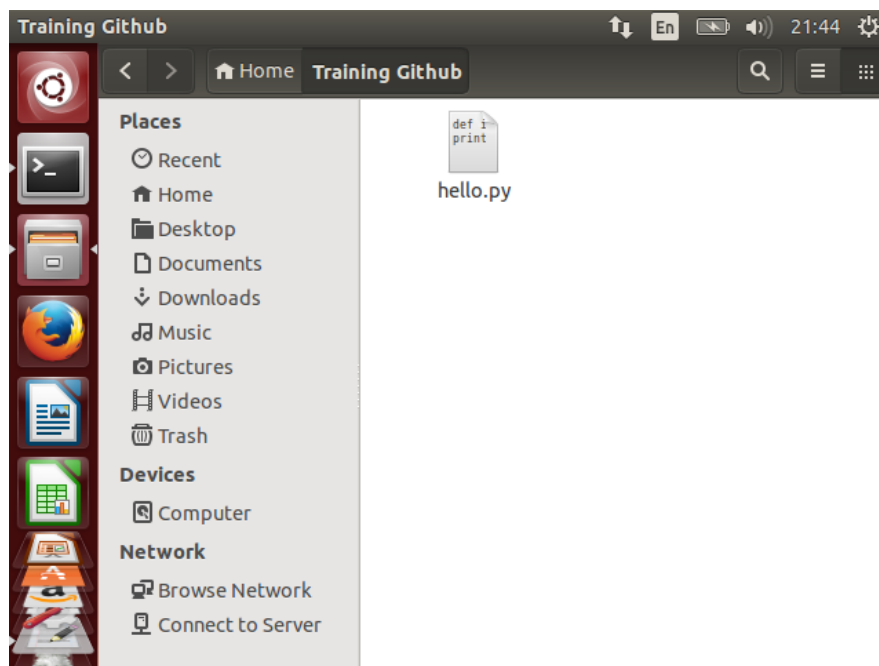 Training Github
En
21:44
Home
Training Github
Places
Recent
Home
Desktop
Documents
Downloads
Music
Pictures
Videos
Trash
Devices
Computer
Network
Browse Network
Connect to Server
def i
print
hello.py